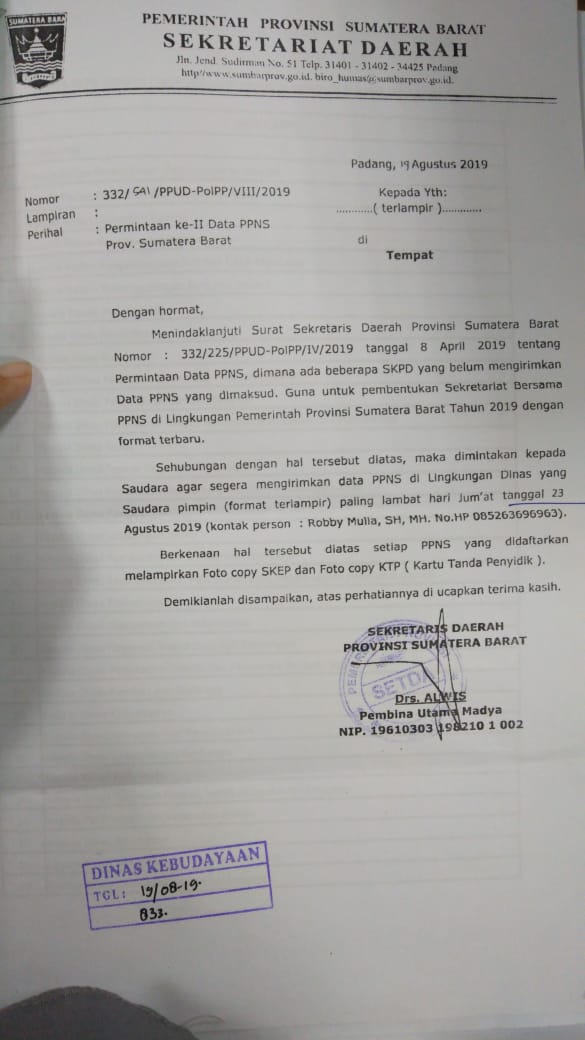 SUMATERA BARAT
PEMERINTAH PROVINSI SUMATERA BARAT
SEKRETARIAT DAERAH
Jln. Jend. Sudirman No. 51 Telp. 31401 - 31402 - 34425 Padang
http//www.sumbarprov.go.id. biro_humas@sumbarprov.go.id.
Padang, 19 Agustus 2019
Nomor : 332/ /PPUD-PolPP/VIII/2019
Lampiran :
Perihal : Permintaan ke-II Data PPNS
Prov. Sumatera Barat
Kepada Yth:
............( terlampir ).............
di
Tempat
Dengan hormat,
Menindaklanjuti Surat Sekretaris Daerah Provinsi Sumatera Barat
Nomor : 332/225/PPUD-PolPP/IV/2019 tanggal 8 April 2019 tentang
Permintaan Data PPNS, dimana ada beberapa SKPD yang belum mengirimkan
Data PPNS yang dimaksud. Guna untuk pembentukan Sekretariat Bersama
PPNS di Lingkungan Pemerintah Provinsi Sumatera Barat Tahun 2019 dengan
format terbaru.
Sehubungan dengan hal tersebut diatas, maka dimintakan kepada
Saudara agar segera mengirimkan data PPNS di Lingkungan Dinas yang
Saudara pimpin (format terlampir) paling lambat hari Jum'at tanggal 23
Agustus 2019 (kontak person : Robby Mulia, SH, MH. No.HP 085263696963).
Berkenaan hal tersebut diatas setiap PPNS yang didaftarkan
melampirkan Foto copy SKEP dan Foto copy KTP ( Kartu Tanda Penyidik ).
Demikianlah disampaikan, atas perhatiannya di ucapkan terima kasih.
SEKRETARIS DAERAH
PROVINSI SUMATERA BARAT
SETDA
Drs. ALWIS
Pembina Utama Madya
NIP. 19610303 198210 1 002
DINAS KEBUDAYAAN
TGL: 19/08-19.
833.